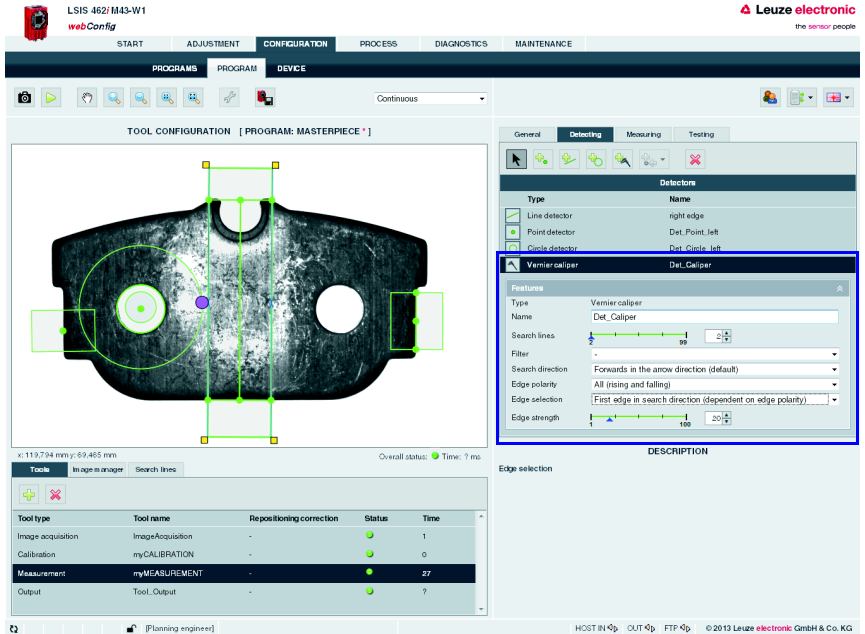 LSIS 462i M43-W1
webConfig
Leuze electronic
the sensor people
START ADJUSTMENT CONFIGURATION PROCESS DIAGNOSTICS MAINTENANCE
PROGRAMS PROGRAM DEVICE
Continuous
TOOL CONFIGURATION [ PROGRAM: MASTERPIECE * ]
x: 119,794 mm y: 69,465 mm
Overall status: Time: ? ms
Tools Image manager Search lines
Tool type Tool name Repositioning correction Status Time
Image acquisition ImageAcquisition - 1
Calibration myCALIBRATION - 0
Measurement myMEASUREMENT - 27
Output Tool_Output - ?
General Detecting Measuring Testing
Detectors
Type Name
Line detector right edge
Point detector Det_Point_left
Circle detector Det_Circle_left
Vernier caliper Det_Caliper
Features
Type Vernier caliper
Name Det_Caliper
Search lines 2 99 2
Filter -
Search direction Forwards in the arrow direction (default)
Edge polarity All (rising and falling)
Edge selection First edge in search direction (dependent on edge polarity)
Edge strength 1 100 20
DESCRIPTION
Edge selection
[Planning engineer]
HOST IN OUT FTP © 2013 Leuze electronic GmbH & Co. KG